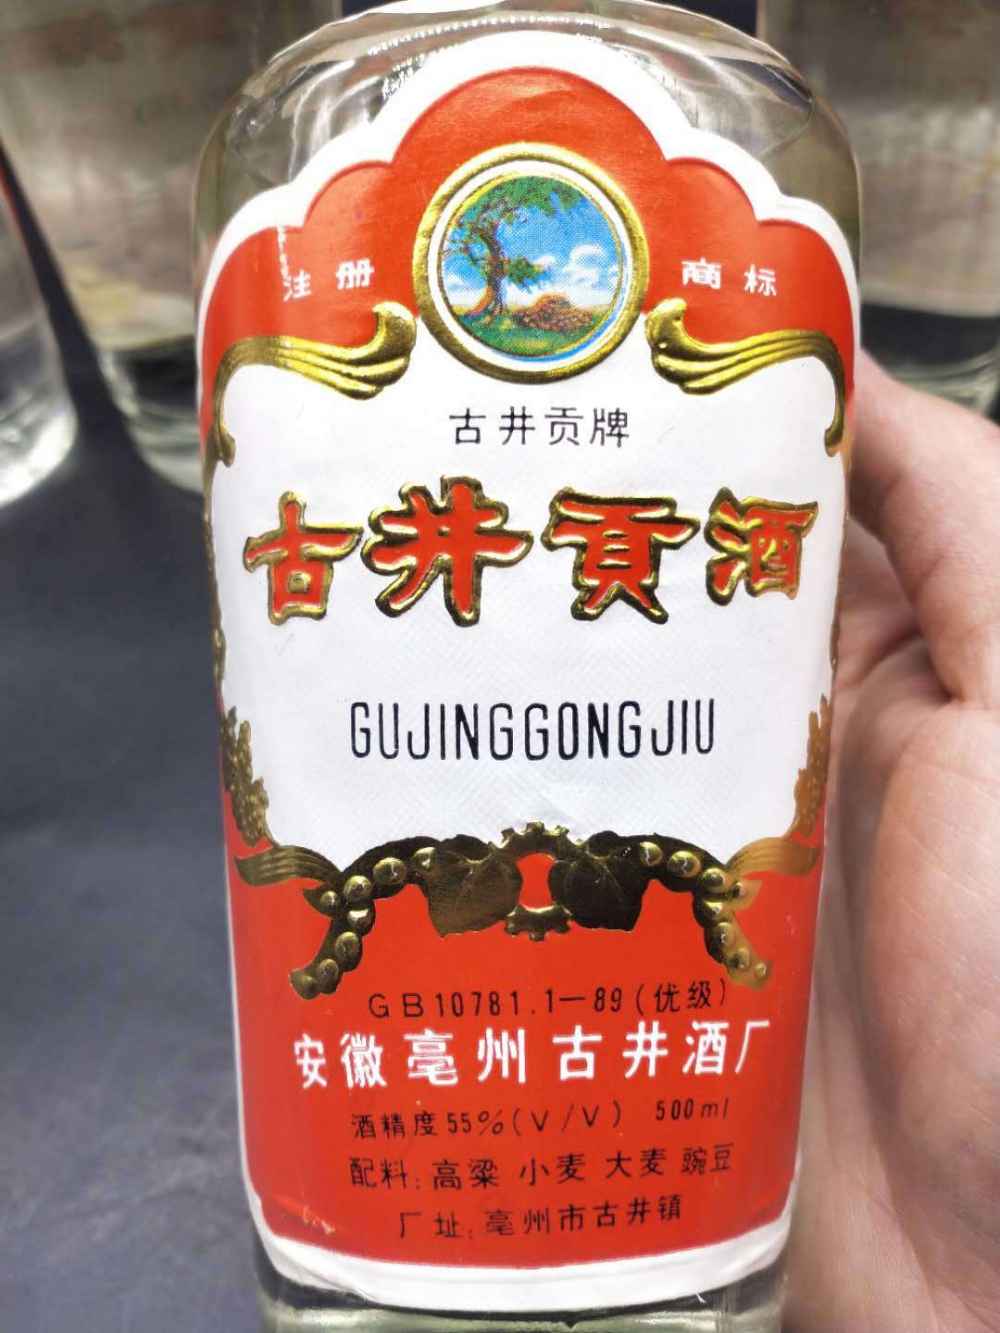 注册 商标
古井贡牌
古井贡酒
GUJINGGONGJIU
GB10781.1—89(优级)
安徽亳州古井酒厂
酒精度55%(V/V) 500ml
配料:高粱 小麦 大麦 豌豆
厂址:亳州市古井镇